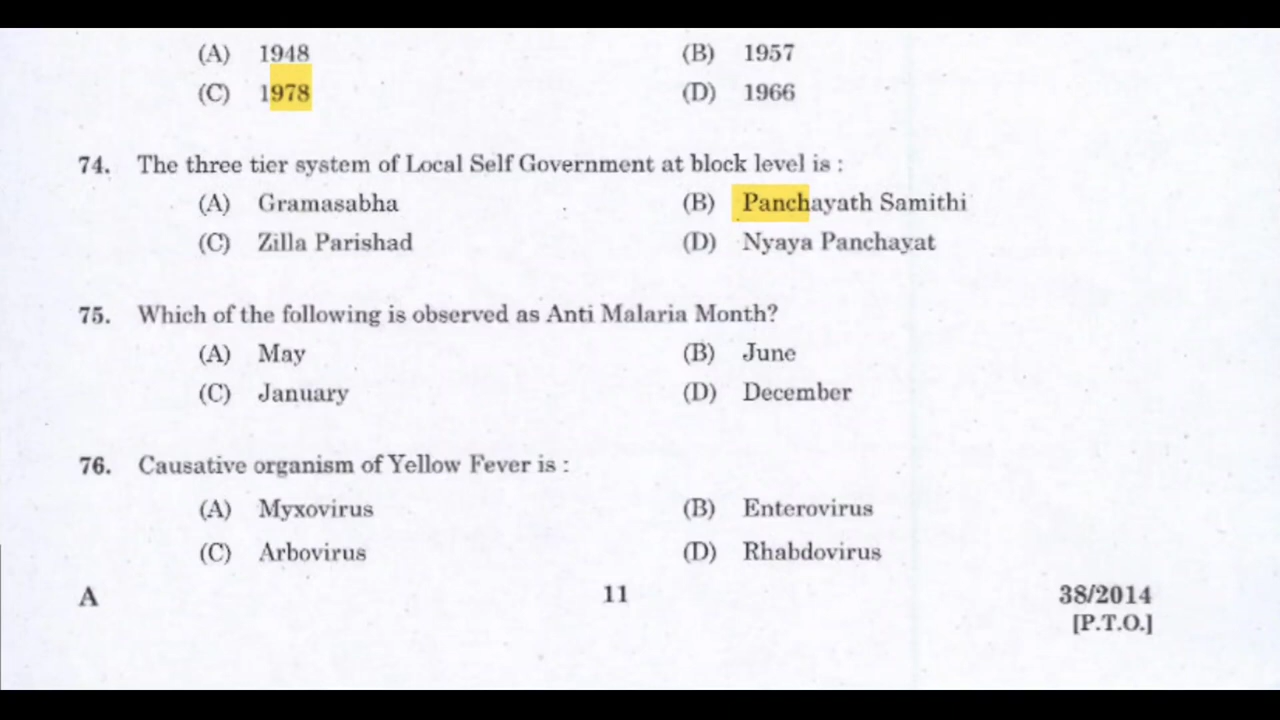 (A) 1948 (B) 1957
(C) 1978 (D) 1966
74. The three tier system of Local Self Government at block level is :
(A) Gramasabha (B) Panchayath Samithi
(C) Zilla Parishad (D) Nyaya Panchayat
75. Which of the following is observed as Anti Malaria Month?
(A) May (B) June
(C) January (D) December
76. Causative organism of Yellow Fever is :
(A) Myxovirus (B) Enterovirus
(C) Arbovirus (D) Rhabdovirus
A 11 38/2014
[P.T.O.]